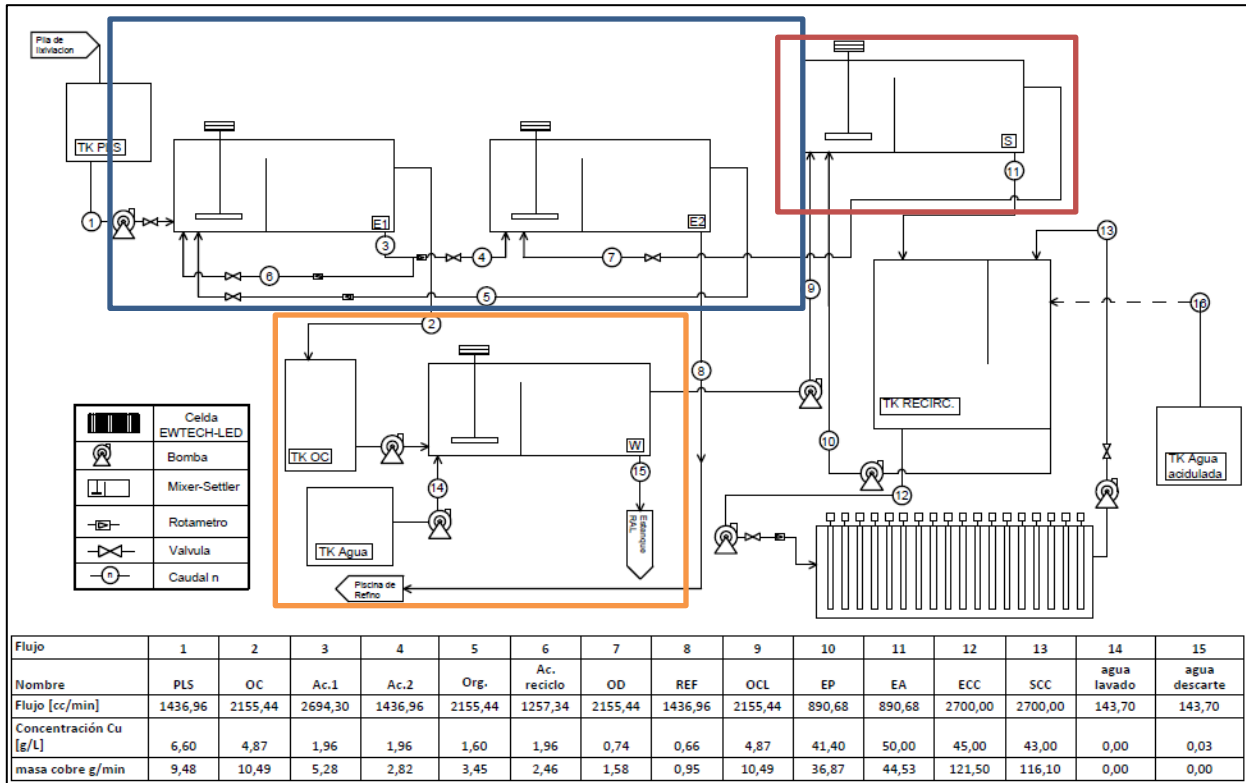 Pila de
lixiviacion
TK PLS
1
E1
3
4
6
5
2
E2
7
8
S
11
9
10
13
16
TK RECIRC.
TK Agua
acidulada
12
TK OC
W
14
15
TK Agua
Estanque
RAL
Piscina de
Refino
Celda
EWTECH-LED
Bomba
Mixer-Settler
Rotametro
Valvula
n Caudal n
Flujo 1 2 3 4 5 6 7 8 9 10 11 12 13 14 15
Nombre PLS OC Ac.1 Ac.2 Org. Ac. reciclo OD REF OCL EP EA ECC SCC agua lavado agua descarte
Flujo [cc/min] 1436,96 2155,44 2694,30 1436,96 2155,44 1257,34 2155,44 1436,96 2155,44 890,68 890,68 2700,00 2700,00 143,70 143,70
Concentración Cu
[g/L] 6,60 4,87 1,96 1,96 1,60 1,96 0,74 0,66 4,87 41,40 50,00 45,00 43,00 0,00 0,03
masa cobre g/min 9,48 10,49 5,28 2,82 3,45 2,46 1,58 0,95 10,49 36,87 44,53 121,50 116,10 0,00 0,00